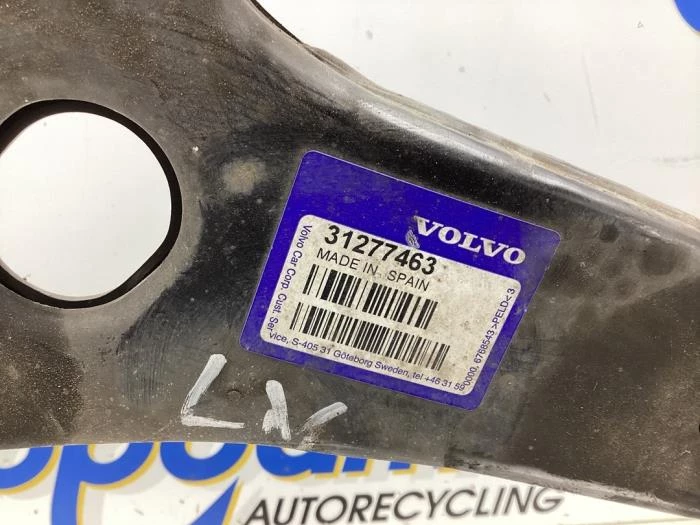 VOLVO
31277463
MADE IN SPAIN
Volvo Car Corp. Cust. Service, S-405 31 Göteborg Sweden, tel +46 31 590000, 6768543 >PELD< 3
LV
AUTORECYCLING